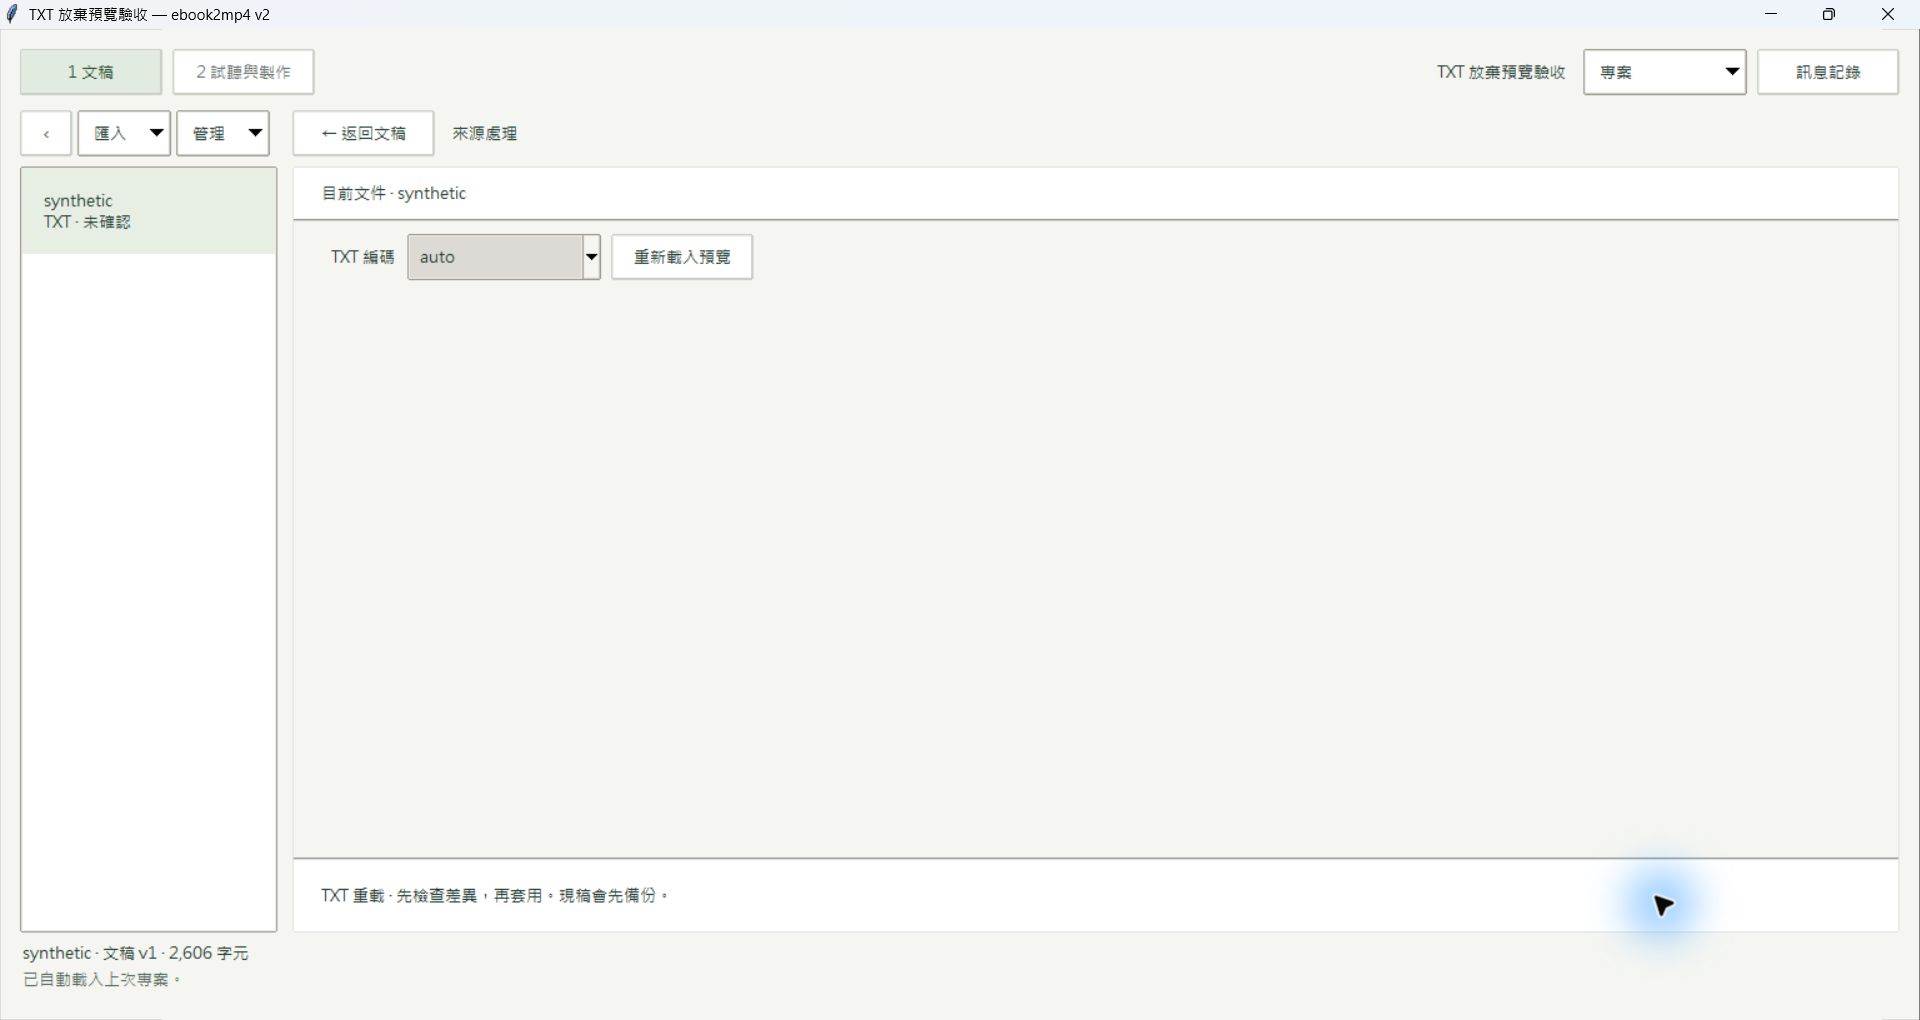 TXT 放棄預覽驗收 — ebook2mp4 v2
1 文稿
2 試聽與製作
TXT 放棄預覽驗收
專案
訊息記錄
‹
匯入
管理
← 返回文稿
來源處理
synthetic
TXT · 未確認
目前文件 · synthetic
TXT 編碼
auto
重新載入預覽
TXT 重載 · 先檢查差異，再套用。現稿會先備份。
synthetic · 文稿 v1 · 2,606 字元
已自動載入上次專案。